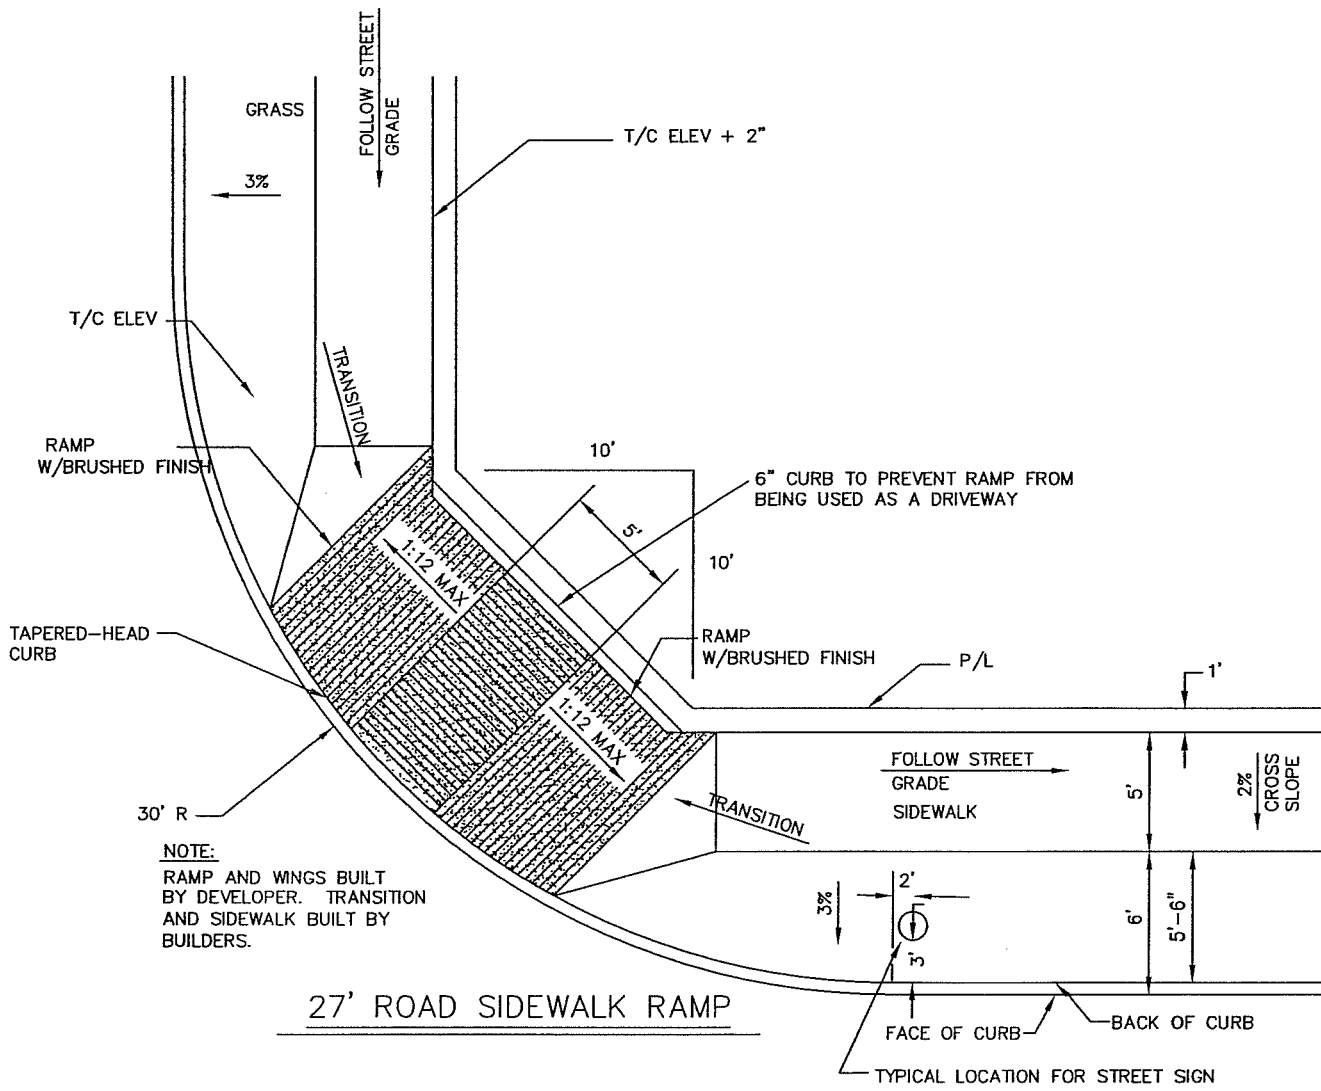 FOLLOW STREET
GRADE
GRASS
T/C ELEV + 2"
3%
T/C ELEV
TRANSITION
RAMP
W/BRUSHED FINISH
10'
6" CURB TO PREVENT RAMP FROM
BEING USED AS A DRIVEWAY
5'
10'
1:12 MAX
TAPERED-HEAD
CURB
RAMP
W/BRUSHED FINISH
P/L
1'
1:12 MAX
FOLLOW STREET
GRADE
SIDEWALK
5'
2%
CROSS
SLOPE
TRANSITION
30' R
NOTE:
RAMP AND WINGS BUILT
BY DEVELOPER. TRANSITION
AND SIDEWALK BUILT BY
BUILDERS.
2'
3%
3'
6'
5'-6"
27' ROAD SIDEWALK RAMP
FACE OF CURB
BACK OF CURB
TYPICAL LOCATION FOR STREET SIGN